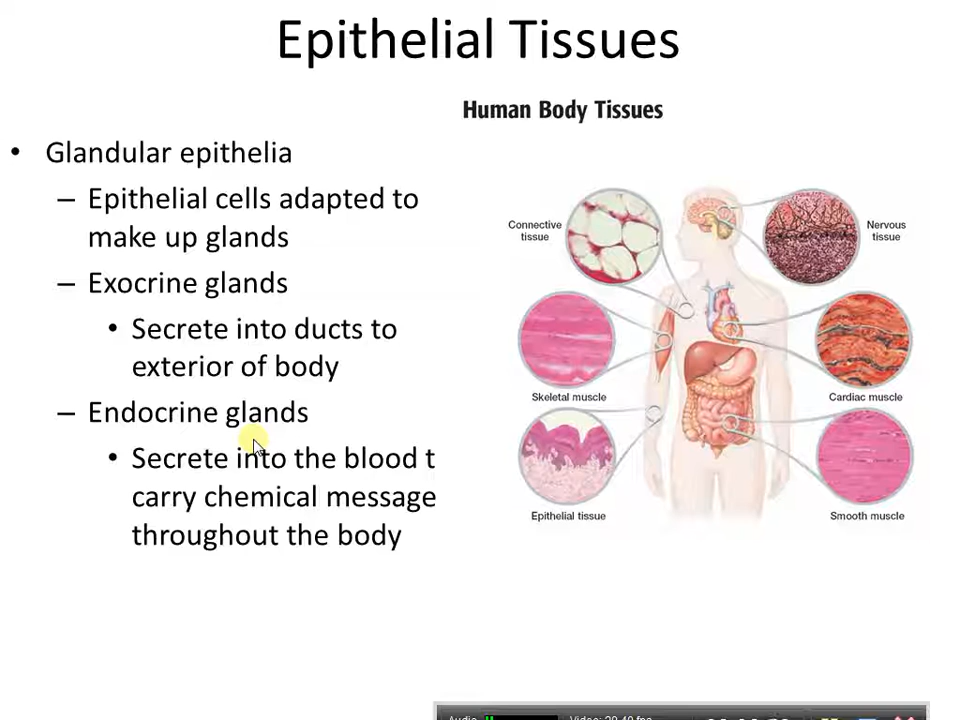 Epithelial Tissues
Human Body Tissues
• Glandular epithelia
– Epithelial cells adapted to
make up glands
– Exocrine glands
• Secrete into ducts to
exterior of body
– Endocrine glands
• Secrete into the blood t
carry chemical message
throughout the body
Connective
tissue
Nervous
tissue
Skeletal muscle
Cardiac muscle
Epithelial tissue
Smooth muscle
Audio